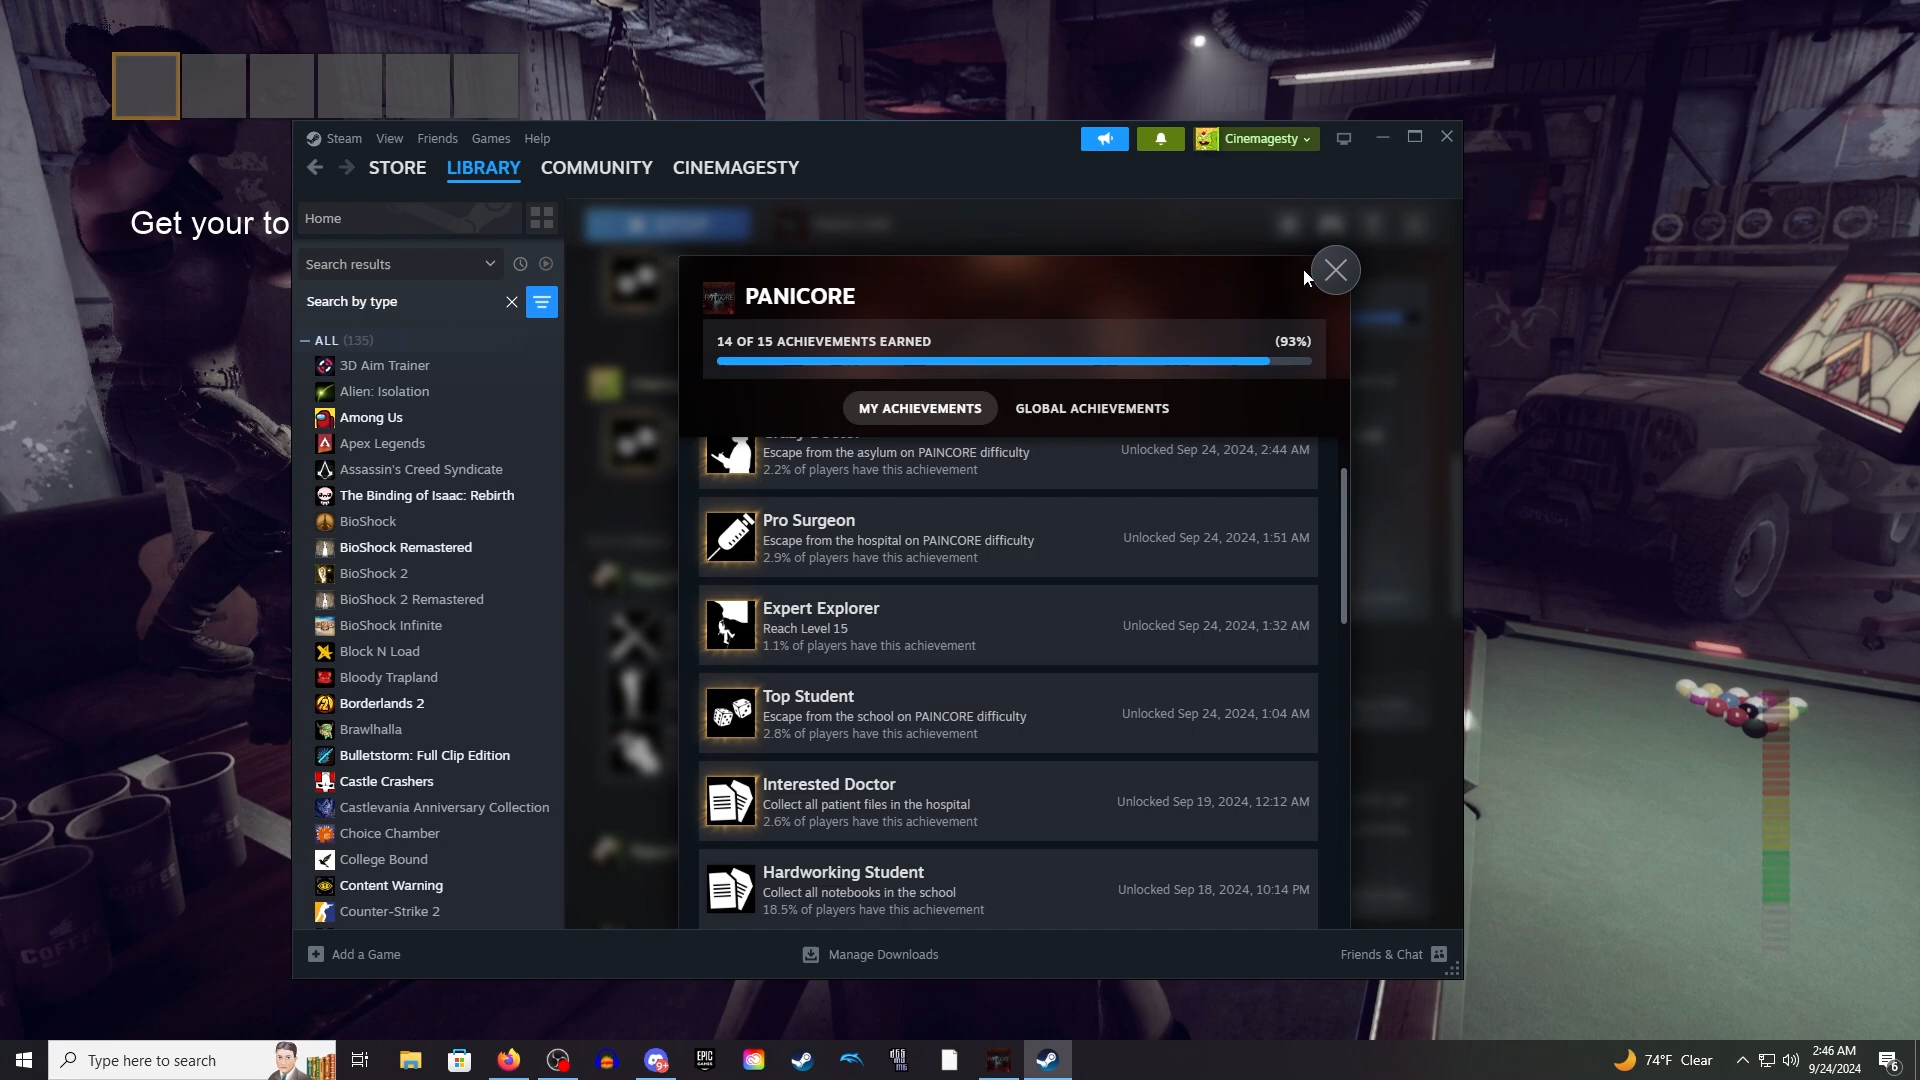 Steam View Friends Games Help
Cinemagesty
STORE LIBRARY COMMUNITY CINEMAGESTY
Get your to
Home
Search results
Search by type
ALL (135)
3D Aim Trainer
Alien: Isolation
Among Us
Apex Legends
Assassin's Creed Syndicate
The Binding of Isaac: Rebirth
BioShock
BioShock Remastered
BioShock 2
BioShock 2 Remastered
BioShock Infinite
Block N Load
Bloody Trapland
Borderlands 2
Brawlhalla
Bulletstorm: Full Clip Edition
Castle Crashers
Castlevania Anniversary Collection
Choice Chamber
College Bound
Content Warning
Counter-Strike 2
PANICORE
14 OF 15 ACHIEVEMENTS EARNED (93%)
MY ACHIEVEMENTS GLOBAL ACHIEVEMENTS
Escape from the asylum on PAINCORE difficulty
2.2% of players have this achievement
Unlocked Sep 24, 2024, 2:44 AM
Pro Surgeon
Escape from the hospital on PAINCORE difficulty
2.9% of players have this achievement
Unlocked Sep 24, 2024, 1:51 AM
Expert Explorer
Reach Level 15
1.1% of players have this achievement
Unlocked Sep 24, 2024, 1:32 AM
Top Student
Escape from the school on PAINCORE difficulty
2.8% of players have this achievement
Unlocked Sep 24, 2024, 1:04 AM
Interested Doctor
Collect all patient files in the hospital
2.6% of players have this achievement
Unlocked Sep 19, 2024, 12:12 AM
Hardworking Student
Collect all notebooks in the school
18.5% of players have this achievement
Unlocked Sep 18, 2024, 10:14 PM
Add a Game
Manage Downloads
Friends & Chat
COFFEE
Type here to search
9+
EPIC GAMES
74°F Clear
2:46 AM
9/24/2024
6